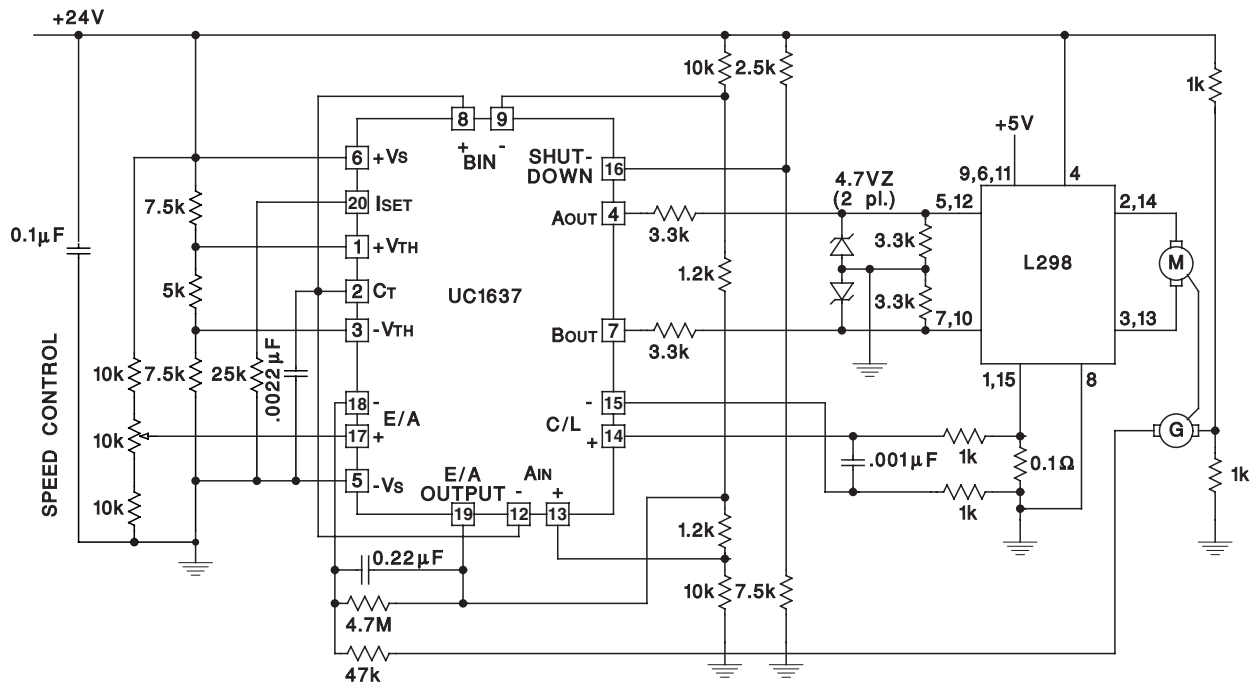 +24V
10k
2.5k
1k
8
9
+
BIN
-
+5V
6
+VS
SHUT-
DOWN
16
9,6,11
4
4.7VZ
(2 pl.)
20
ISET
AOUT
4
3.3k
5,12
2,14
7.5k
3.3k
0.1µF
1
+VTH
L298
M
1.2k
5k
2
CT
UC1637
3.3k
3
-VTH
BOUT
7
3.3k
7,10
3,13
SPEED CONTROL
10k
7.5k
25k
.0022µF
1,15
8
18
-
E/A
15
-
C/L
10k
17
+
14
+
G
.001µF
1k
0.1Ω
5
-VS
E/A
OUTPUT
AIN
-
+
1k
1k
10k
19
12
13
1.2k
0.22µF
10k
7.5k
4.7M
47k